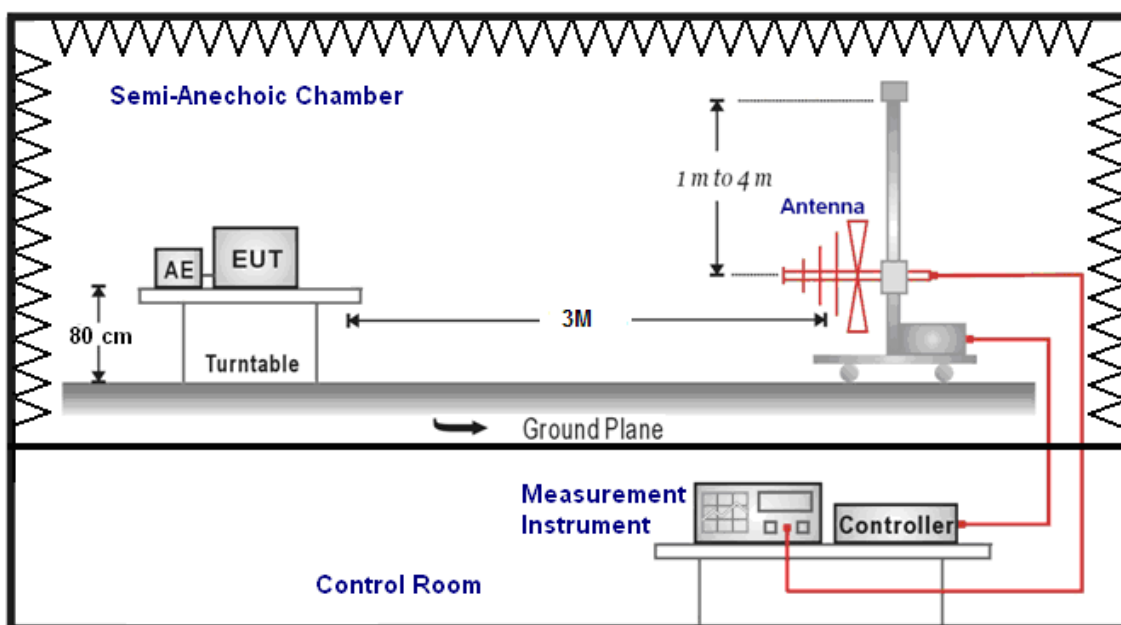 Semi-Anechoic Chamber
1 m to 4 m
Antenna
AE
EUT
80 cm
3M
Turntable
Ground Plane
Measurement
Instrument
Controller
Control Room